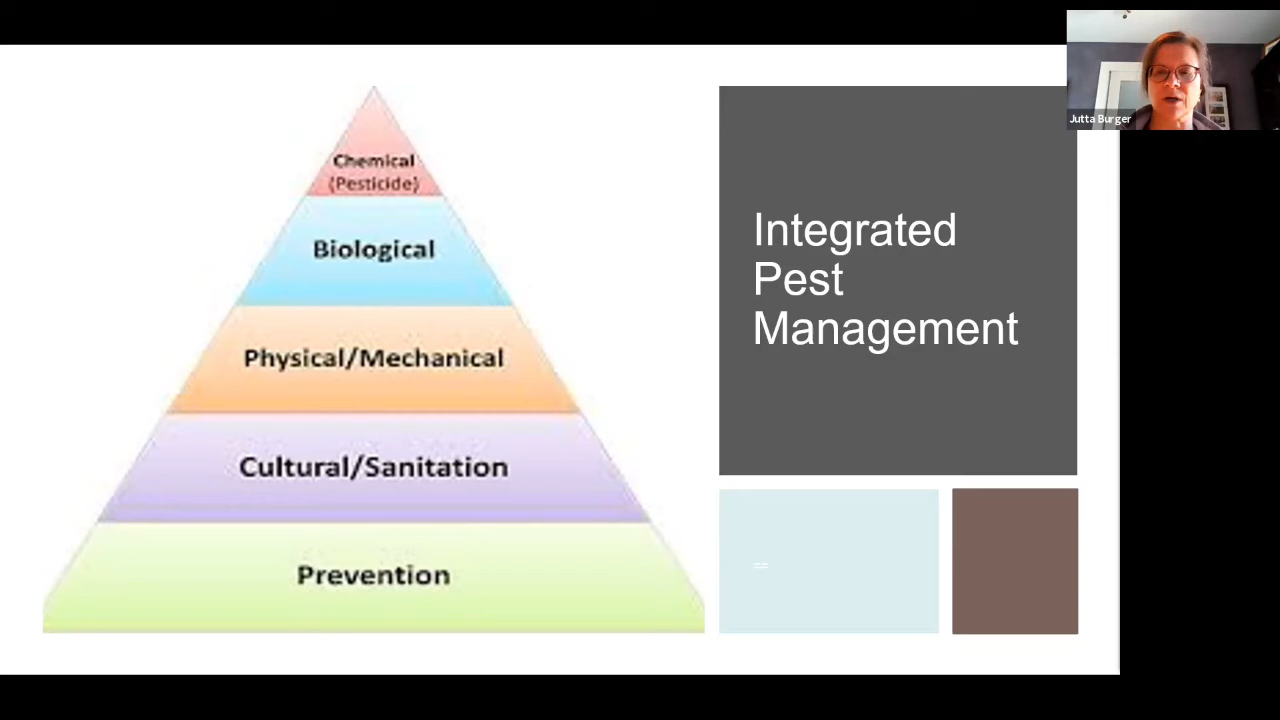 Chemical
(Pesticide)
Biological
Physical/Mechanical
Cultural/Sanitation
Prevention
Integrated
Pest
Management
Jutta Burger